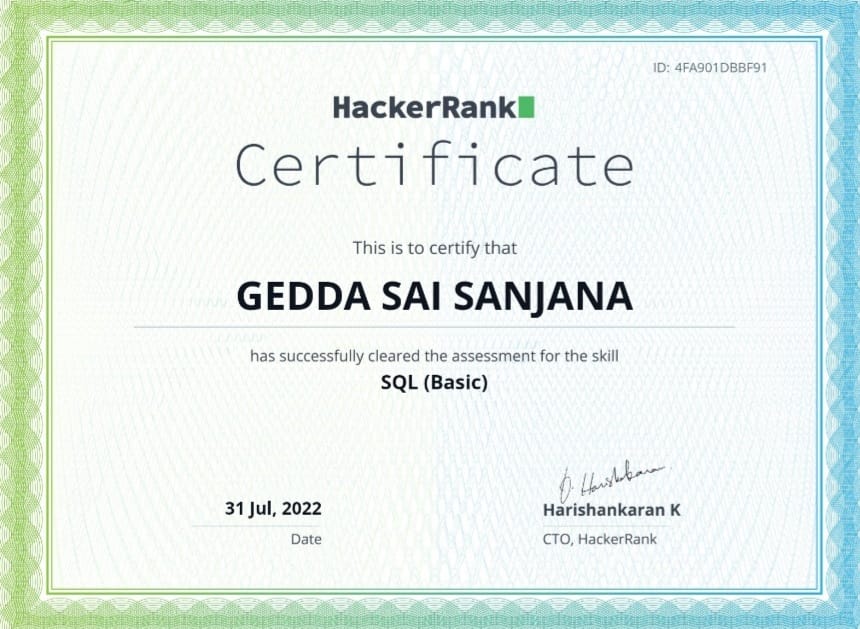 ID: 4FA901DBBF91
HackerRank
Certificate
This is to certify that
GEDDA SAI SANJANA
has successfully cleared the assessment for the skill
SQL (Basic)
31 Jul, 2022
Date
D. Harishankaran
Harishankaran K
CTO, HackerRank